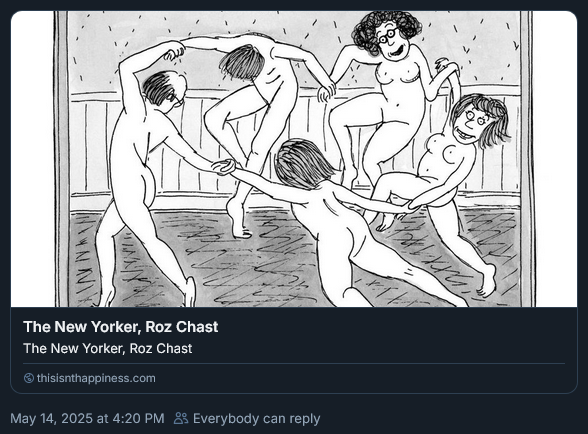 The New Yorker, Roz Chast
The New Yorker, Roz Chast
thisisnthappiness.com
May 14, 2025 at 4:20 PM Everybody can reply